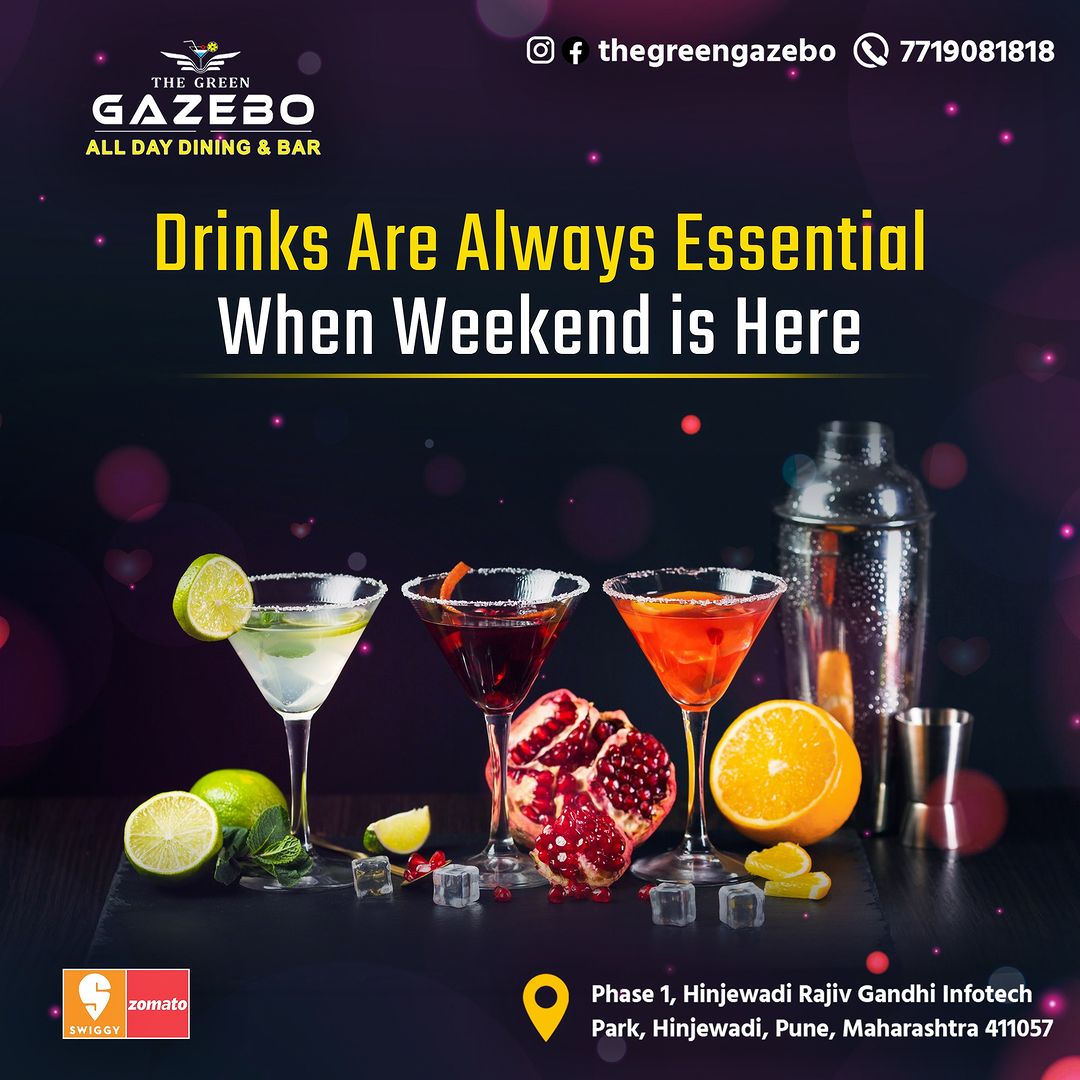 THE GREEN
GAZEBO
ALL DAY DINING & BAR
thegreengazebo 7719081818
Drinks Are Always Essential
When Weekend is Here
SWIGGY
zomato
Phase 1, Hinjewadi Rajiv Gandhi Infotech
Park, Hinjewadi, Pune, Maharashtra 411057